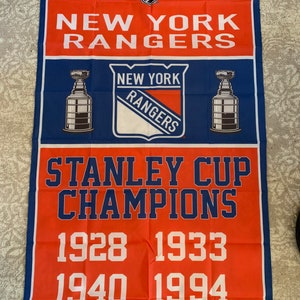 NEW YORK
RANGERS
NEW YORK
RANGERS
STANLEY CUP
CHAMPIONS
1928 1933
1940 1994